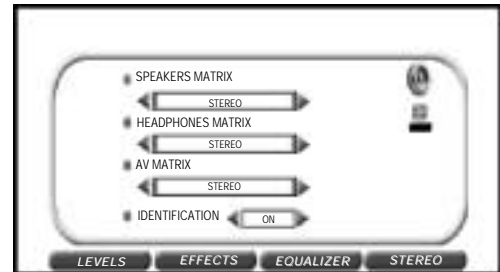 SPEAKERS MATRIX
STEREO
HEADPHONES MATRIX
STEREO
AV MATRIX
STEREO
IDENTIFICATION ON
LEVELS EFFECTS EQUALIZER STEREO